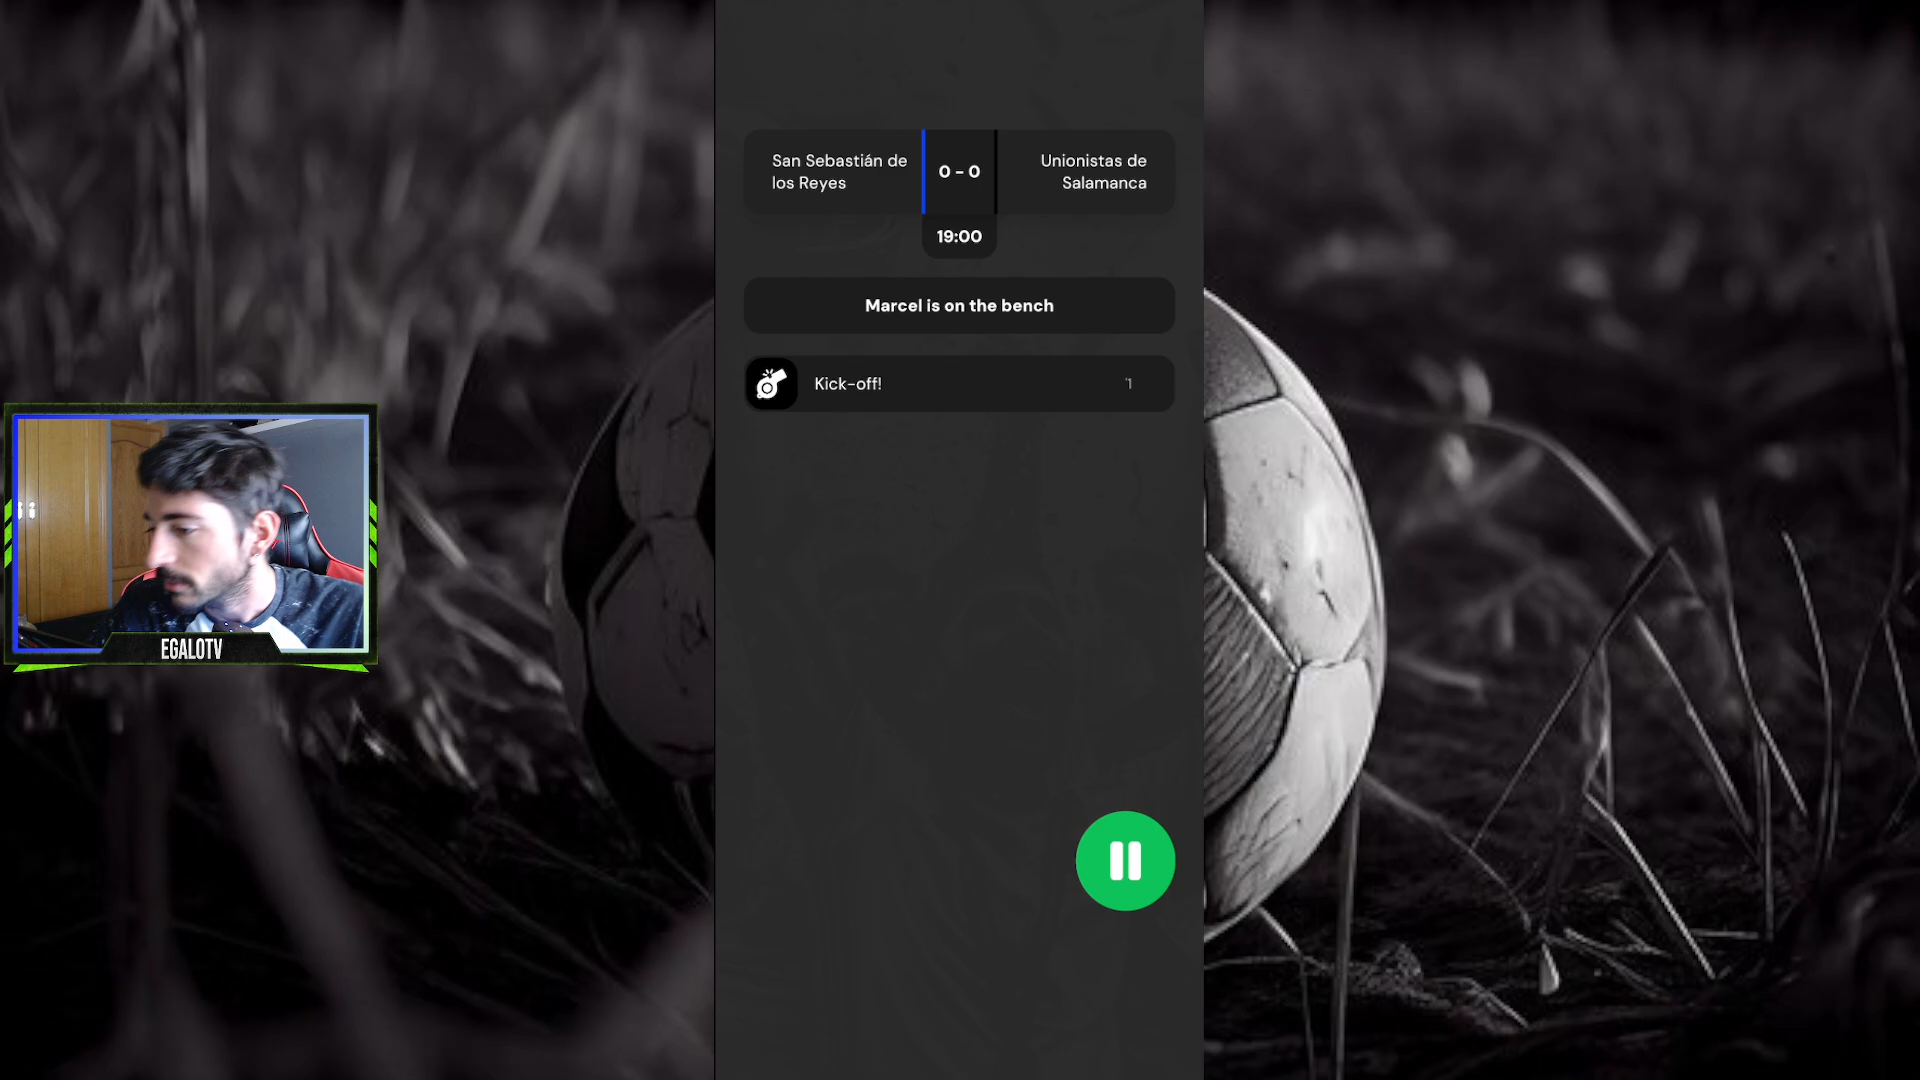 San Sebastián de
los Reyes
0 - 0
Unionistas de
Salamanca
19:00
Marcel is on the bench
Kick-off!
'1
EGALOTV